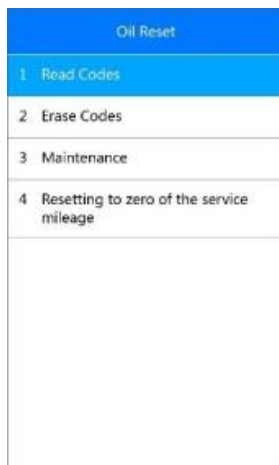 Oil Reset
1 Read Codes
2 Erase Codes
3 Maintenance
4 Resetting to zero of the service
mileage